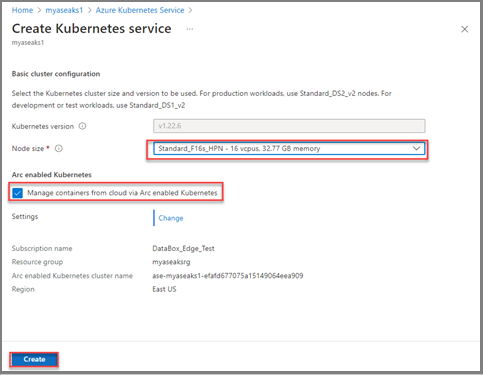 Home > myaseaks1 > Azure Kubernetes Service >
Create Kubernetes service ...
myaseaks1
Basic cluster configuration
Select the Kubernetes cluster size and version to be used. For production workloads, use Standard_DS2_v2 nodes. For
development or test workloads, use Standard_DS1_v2
Kubernetes version
v1.22.6
Node size *
Standard_F16s_HPN - 16 vcpus, 32.77 GB memory
Arc enabled Kubernetes
Manage containers from cloud via Arc enabled Kubernetes
Settings
Change
Subscription name DataBox_Edge_Test
Resource group myaseaksrg
Arc enabled Kubernetes cluster name ase-myaseaks1-efafd677075a15149064eea909
Region East US
Create